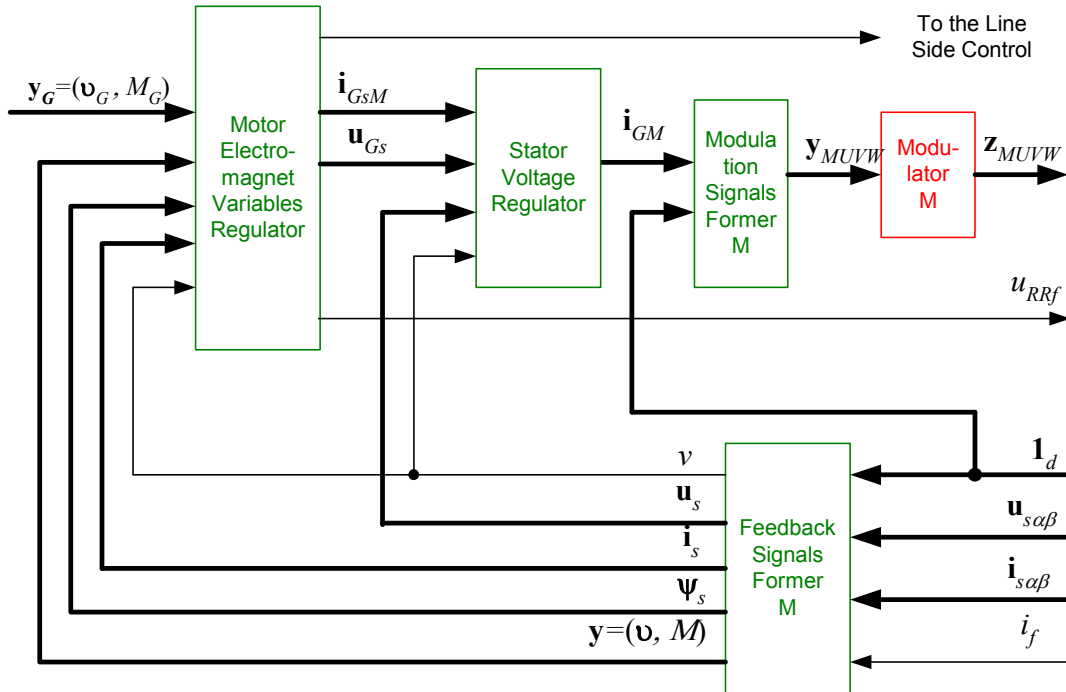 To the Line
Side Control
y_G=(υ_G, M_G)
i_GsM
u_Gs
i_GM
y_MUVW
z_MUVW
Motor
Electro-
magnet
Variables
Regulator
Stator
Voltage
Regulator
Modula
tion
Signals
Former
M
Modu-
lator
M
u_RRf
v
u_s
i_s
ψ_s
y=(υ, M)
Feedback
Signals
Former
M
1_d
u_sαβ
i_sαβ
i_f